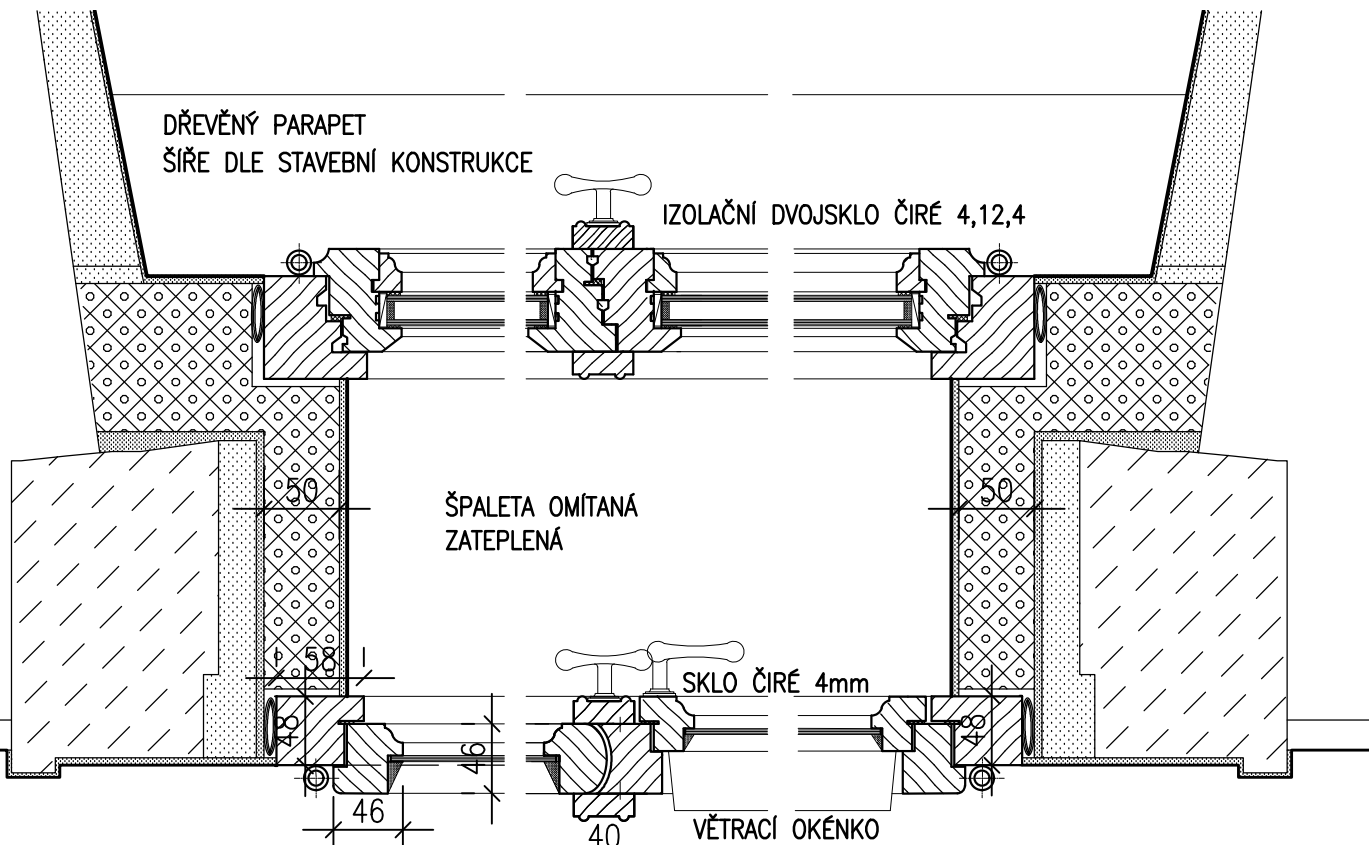 DŘEVĚNÝ PARAPET
ŠÍŘE DLE STAVEBNÍ KONSTRUKCE
IZOLAČNÍ DVOJSKLO ČIRÉ 4,12,4
50
ŠPALETA OMÍTANÁ
ZATEPLENÁ
50
58
SKLO ČIRÉ 4mm
48
46
48
46
40
VĚTRACÍ OKÉNKO